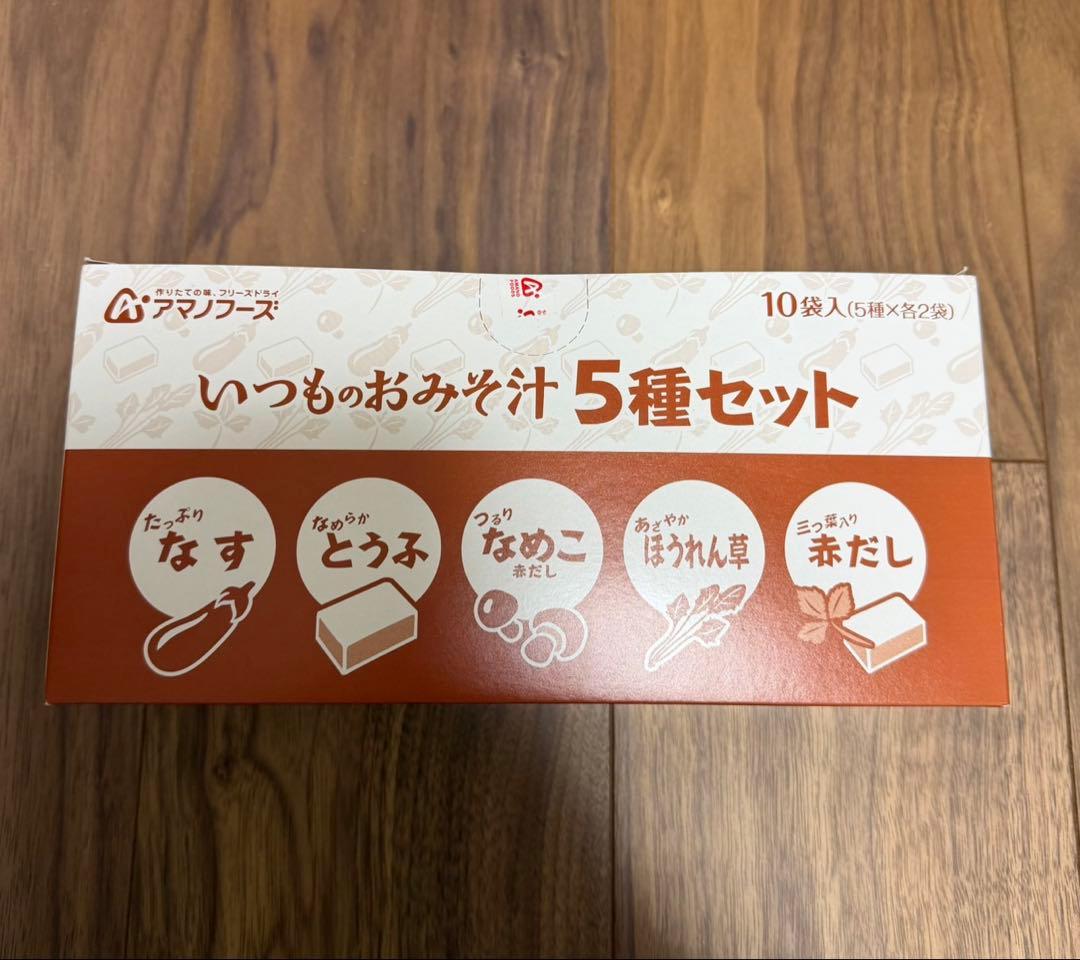 作りたての味、フリーズドライ
アマノフーズ
10袋入(5種×各2袋)
いつものおみそ汁 5種セット
たっぷり
なす
なめらか
とうふ
つるり
なめこ
赤だし
あざやか
ほうれん草
三つ葉入り
赤だし